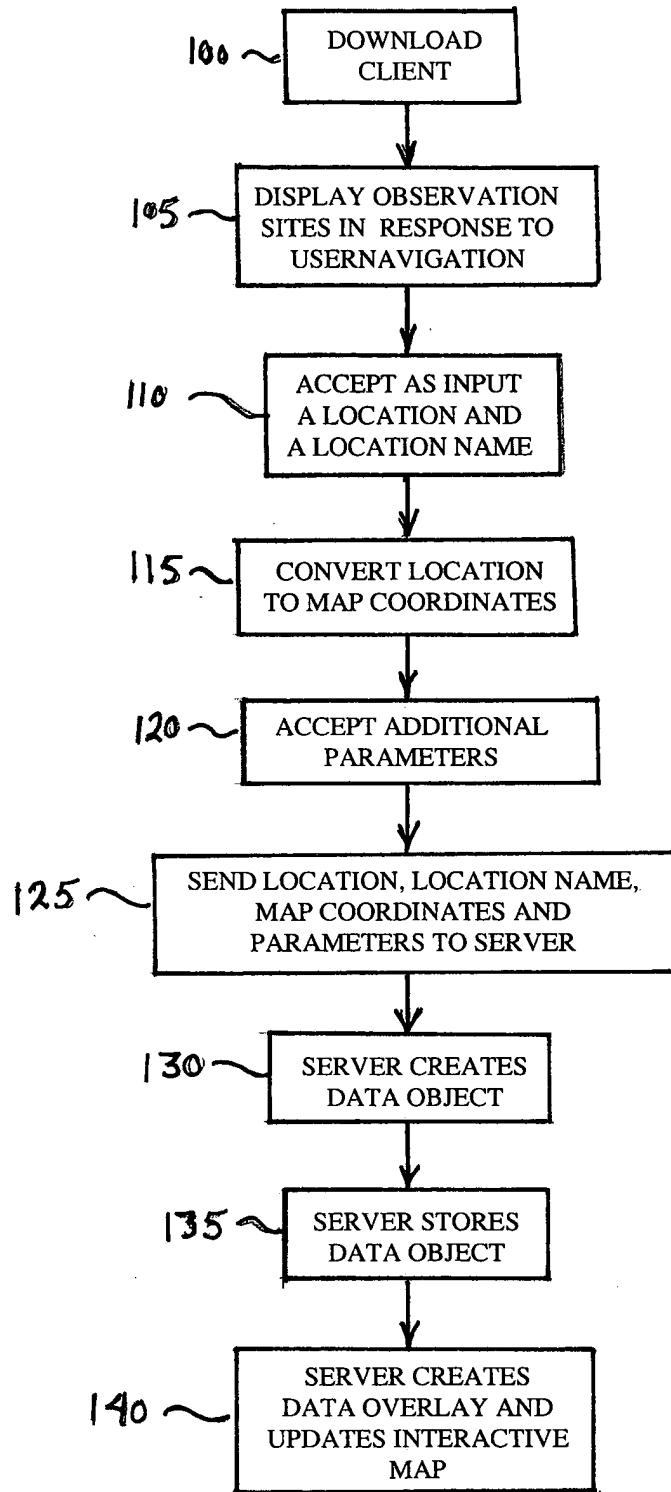 100
DOWNLOAD
CLIENT
105
DISPLAY OBSERVATION
SITES IN RESPONSE TO
USERNAVIGATION
110
ACCEPT AS INPUT
A LOCATION AND
A LOCATION NAME
115
CONVERT LOCATION
TO MAP COORDINATES
120
ACCEPT ADDITIONAL
PARAMETERS
125
SEND LOCATION, LOCATION NAME,
MAP COORDINATES AND
PARAMETERS TO SERVER
130
SERVER CREATES
DATA OBJECT
135
SERVER STORES
DATA OBJECT
140
SERVER CREATES
DATA OVERLAY AND
UPDATES INTERACTIVE
MAP